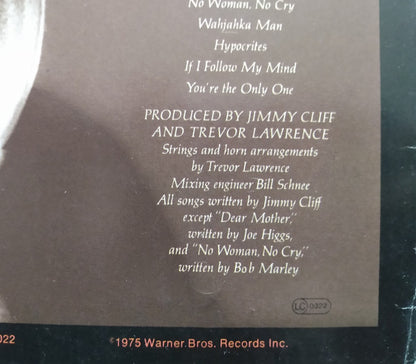 No Woman, No Cry
Wahjahka Man
Hypocrites
If I Follow My Mind
You're the Only One
PRODUCED BY JIMMY CLIFF
AND TREVOR LAWRENCE
Strings and horn arrangements
by Trevor Lawrence
Mixing engineer Bill Schnee
All songs written by Jimmy Cliff
except "Dear Mother,"
written by Joe Higgs,
and "No Woman, No Cry,"
written by Bob Marley
LC 0322
022
1975 Warner Bros. Records Inc.